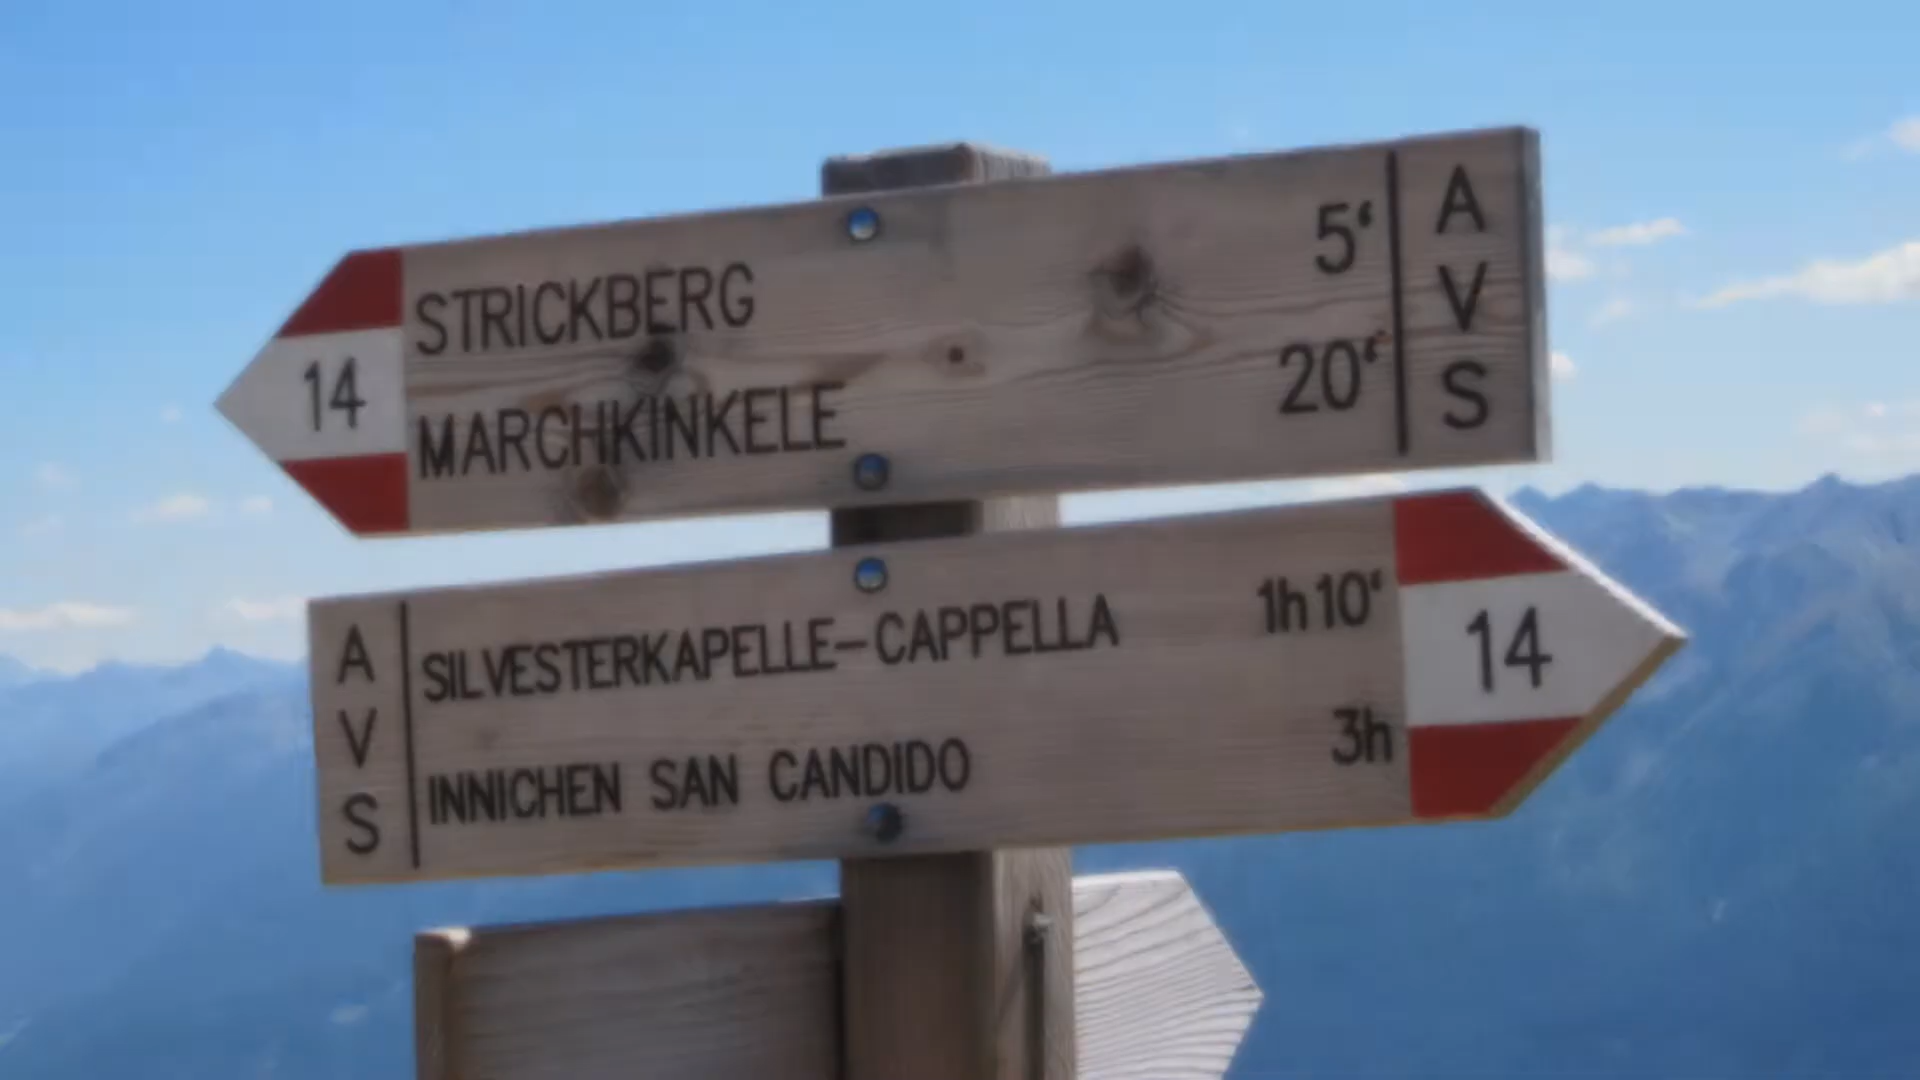 STRICKBERG 5‘
14
MARCHKINKELE 20‘
A
V
S
SILVESTERKAPELLE-CAPPELLA 1h 10‘
14
INNICHEN SAN CANDIDO 3h
A
V
S